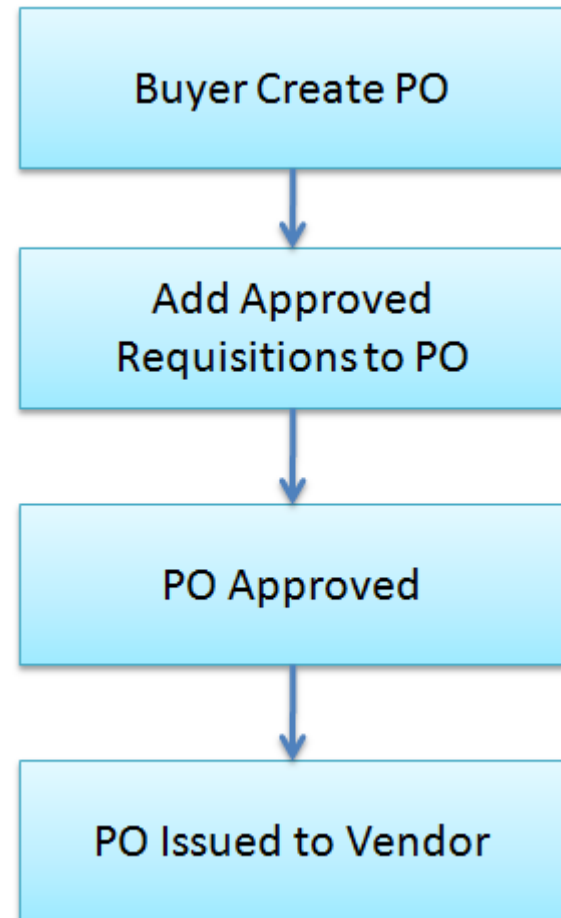 Buyer Create PO
Add Approved
Requisitions to PO
PO Approved
PO Issued to Vendor